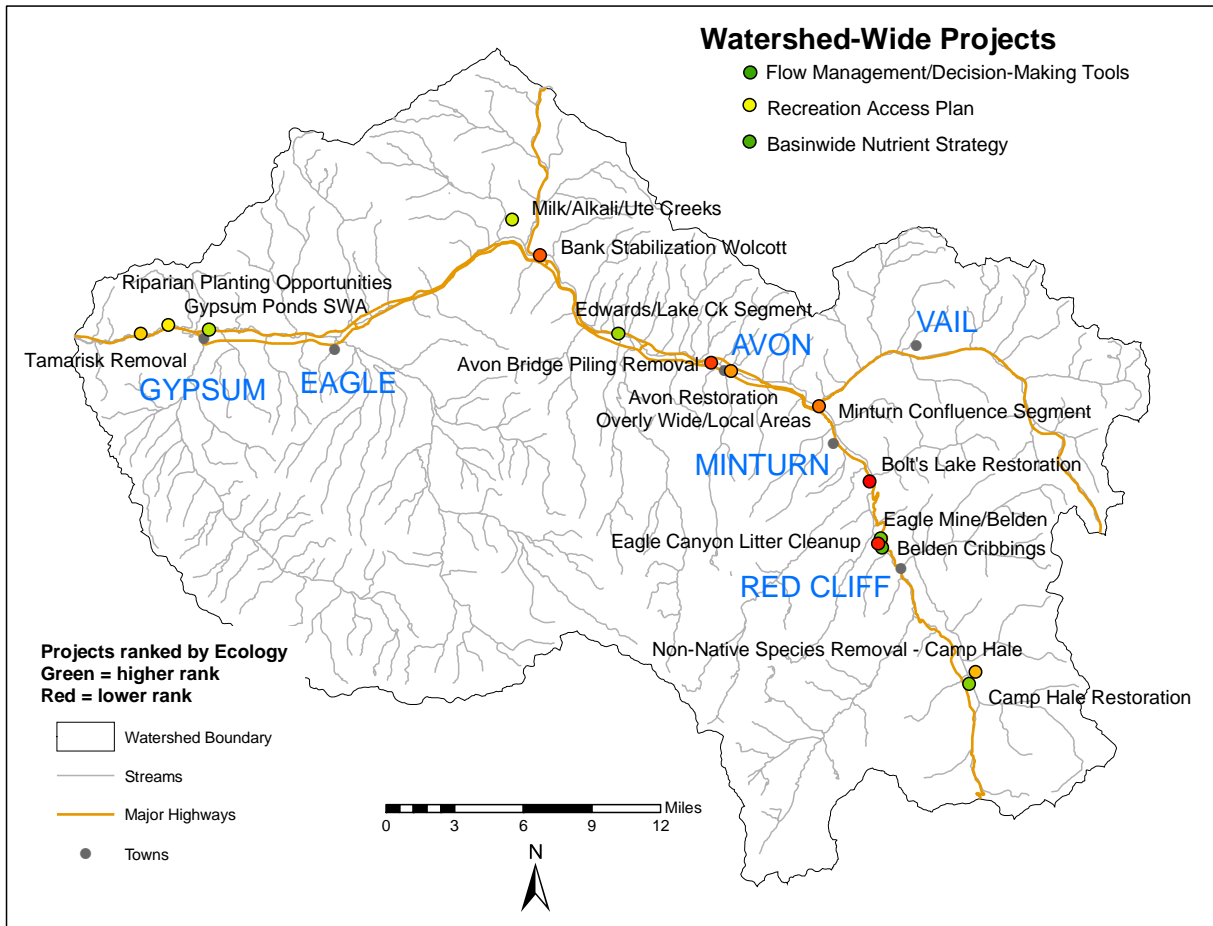 Watershed-Wide Projects
Flow Management/Decision-Making Tools
Recreation Access Plan
Basinwide Nutrient Strategy
Milk/Alkali/Ute Creeks
Bank Stabilization Wolcott
Riparian Planting Opportunities
Gypsum Ponds SWA
Edwards/Lake Ck Segment
VAIL
AVON
Tamarisk Removal
Avon Bridge Piling Removal
GYPSUM
EAGLE
Avon Restoration
Overly Wide/Local Areas
Minturn Confluence Segment
MINTURN
Bolt's Lake Restoration
Eagle Mine/Belden
Eagle Canyon Litter Cleanup
Belden Cribbings
RED CLIFF
Non-Native Species Removal - Camp Hale
Camp Hale Restoration
Projects ranked by Ecology
Green = higher rank
Red = lower rank
Watershed Boundary
Streams
Major Highways
Towns
Miles
0 3 6 9 12
N